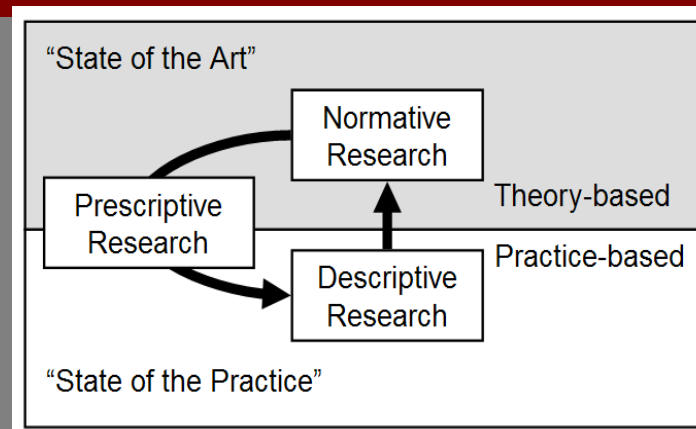 “State of the Art”
Normative
Research
Theory-based
Prescriptive
Research
Practice-based
Descriptive
Research
“State of the Practice”